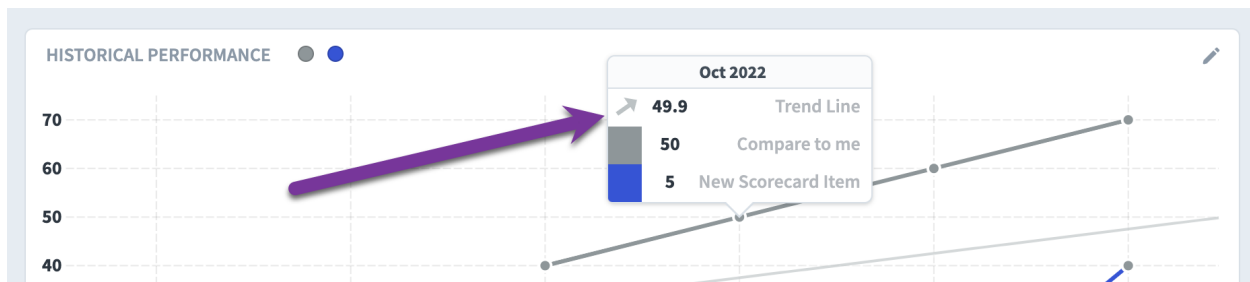 HISTORICAL PERFORMANCE
Oct 2022
49.9 Trend Line
50 Compare to me
5 New Scorecard Item
70
60
50
40